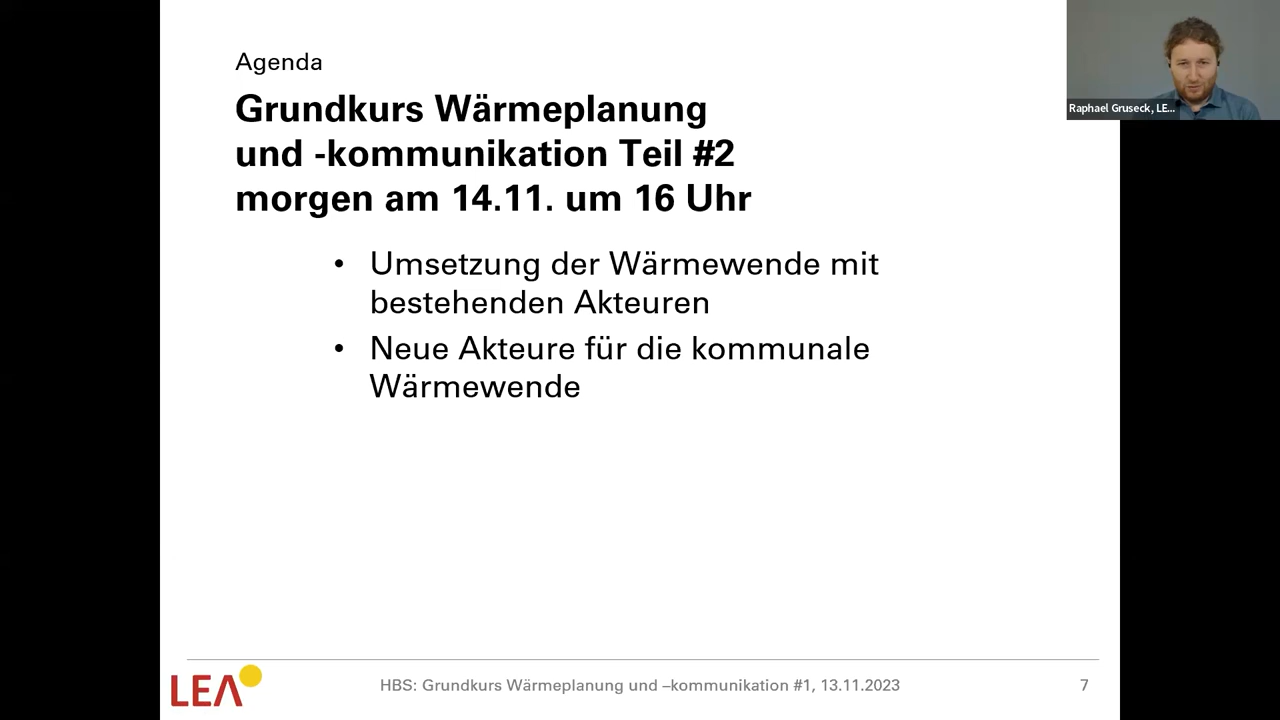 Agenda
Grundkurs Wärmeplanung
und -kommunikation Teil #2
morgen am 14.11. um 16 Uhr
• Umsetzung der Wärmewende mit
bestehenden Akteuren
• Neue Akteure für die kommunale
Wärmewende
Raphael Gruseck, LE...
LEA
HBS: Grundkurs Wärmeplanung und –kommunikation #1, 13.11.2023
7